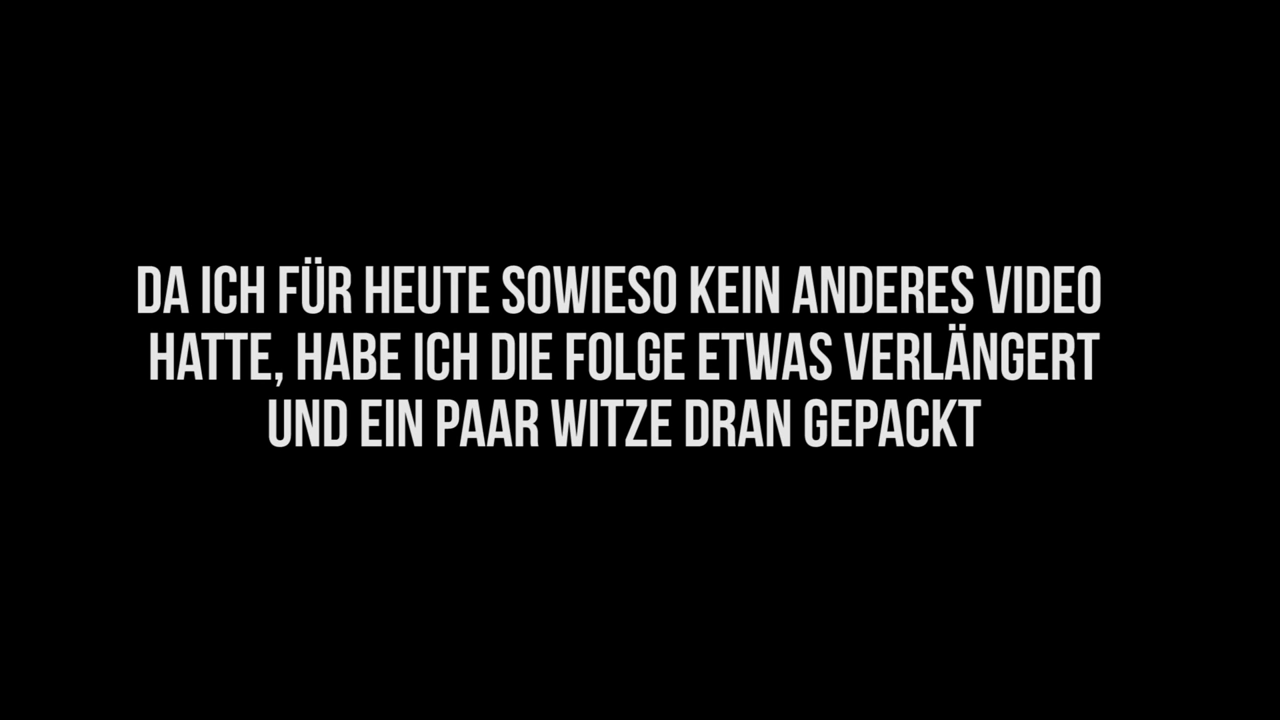 DA ICH FÜR HEUTE SOWIESO KEIN ANDERES VIDEO
HATTE, HABE ICH DIE FOLGE ETWAS VERLÄNGERT
UND EIN PAAR WITZE DRAN GEPACKT